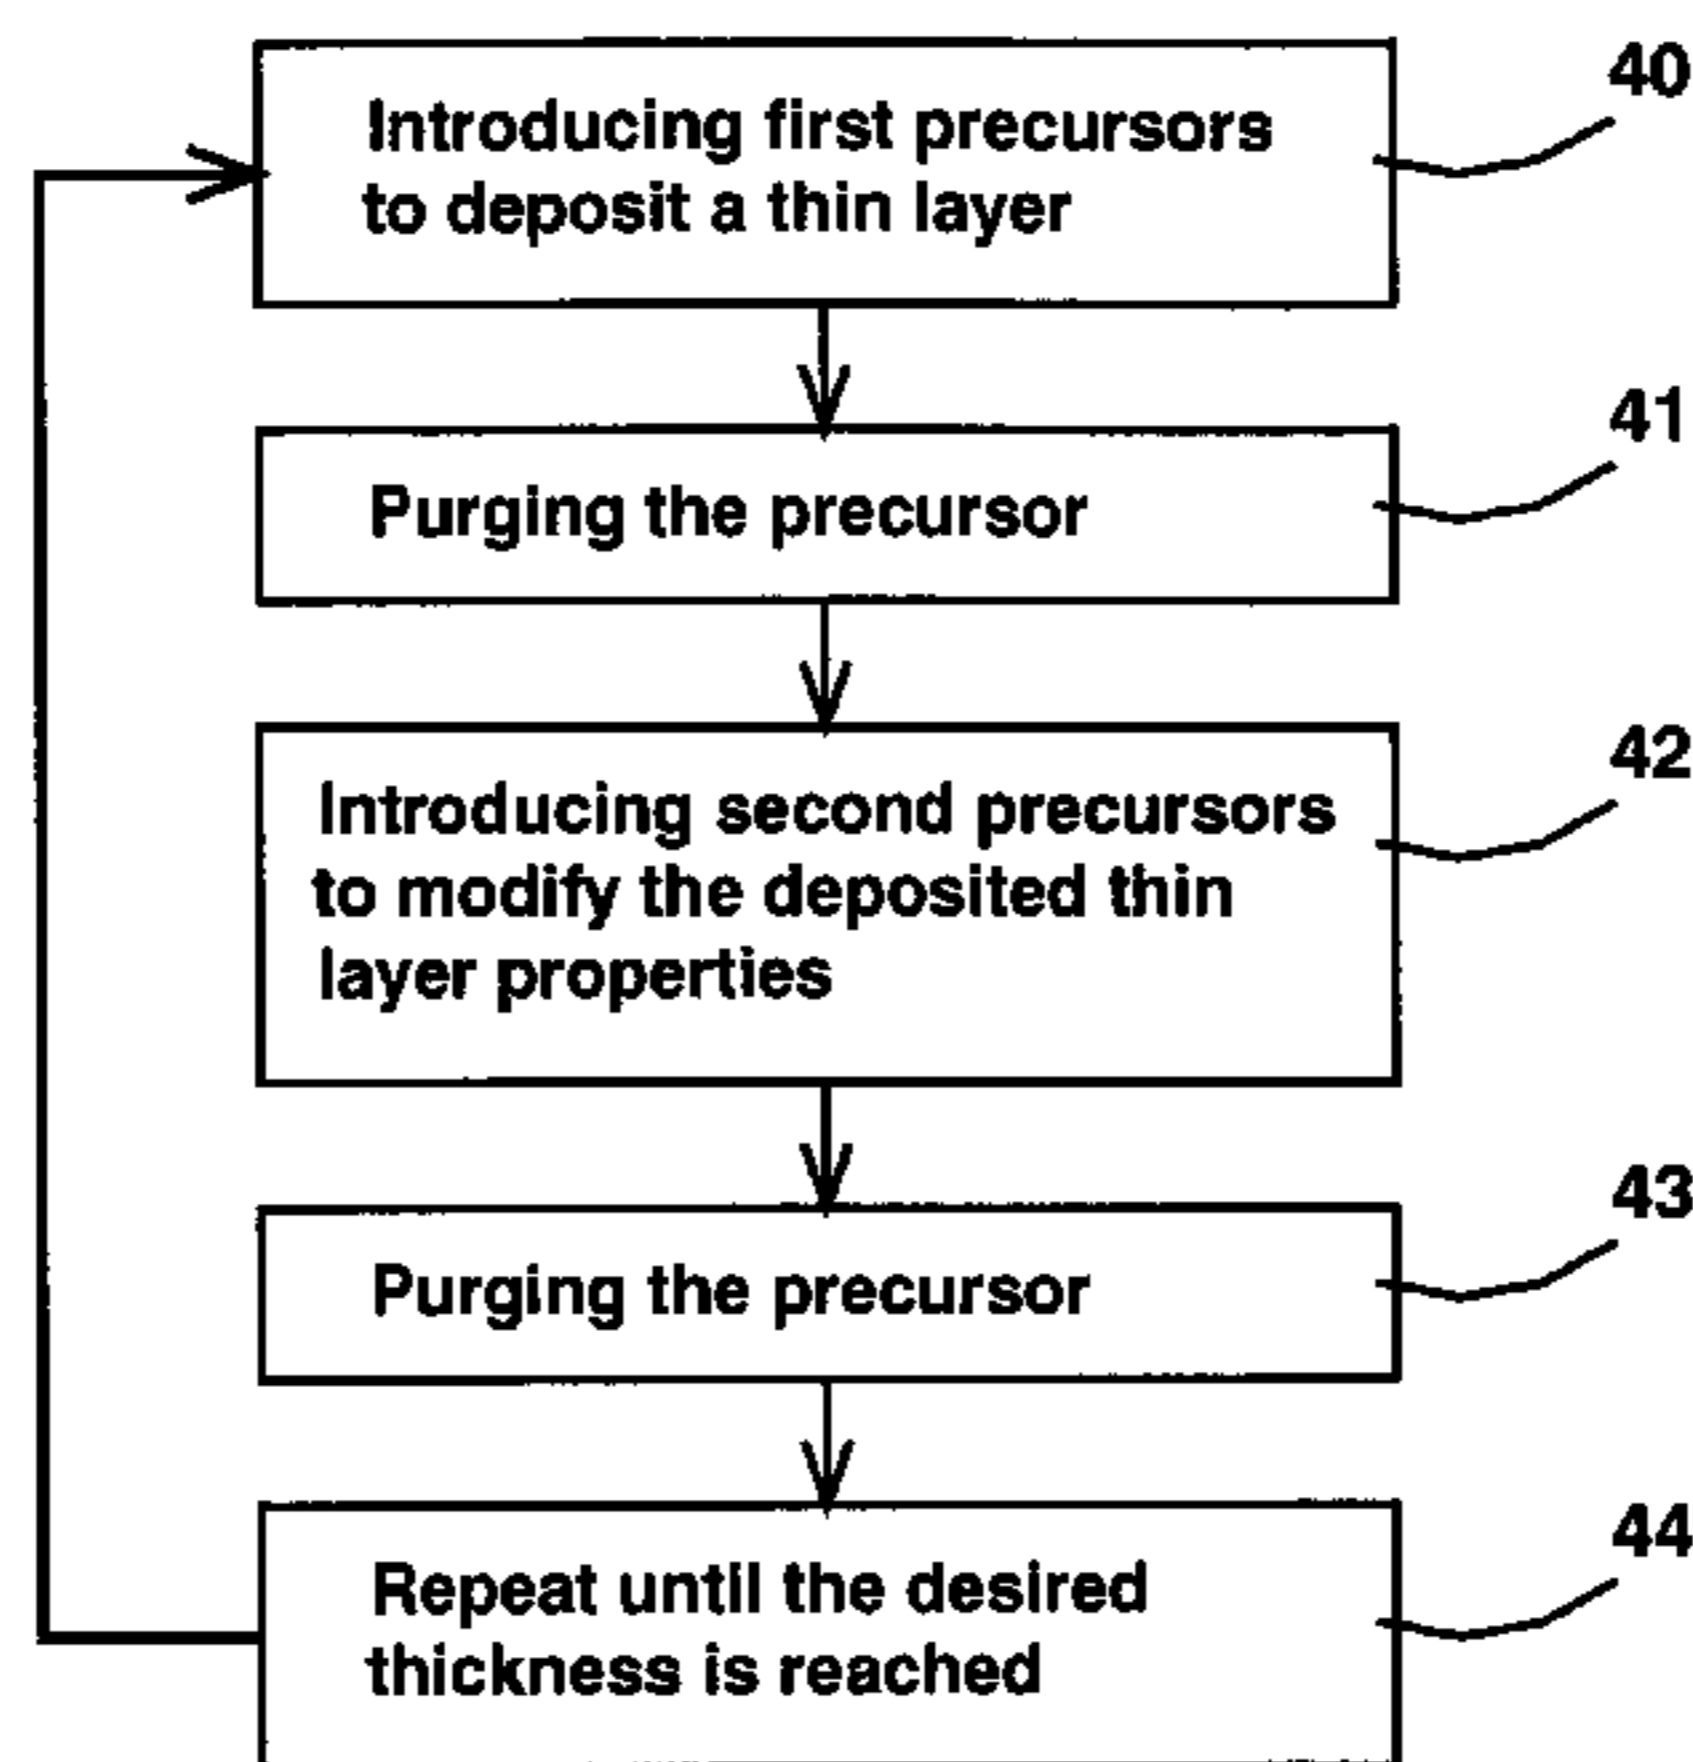 40
Introducing first precursors
to deposit a thin layer
41
Purging the precursor
42
Introducing second precursors
to modify the deposited thin
layer properties
43
Purging the precursor
44
Repeat until the desired
thickness is reached